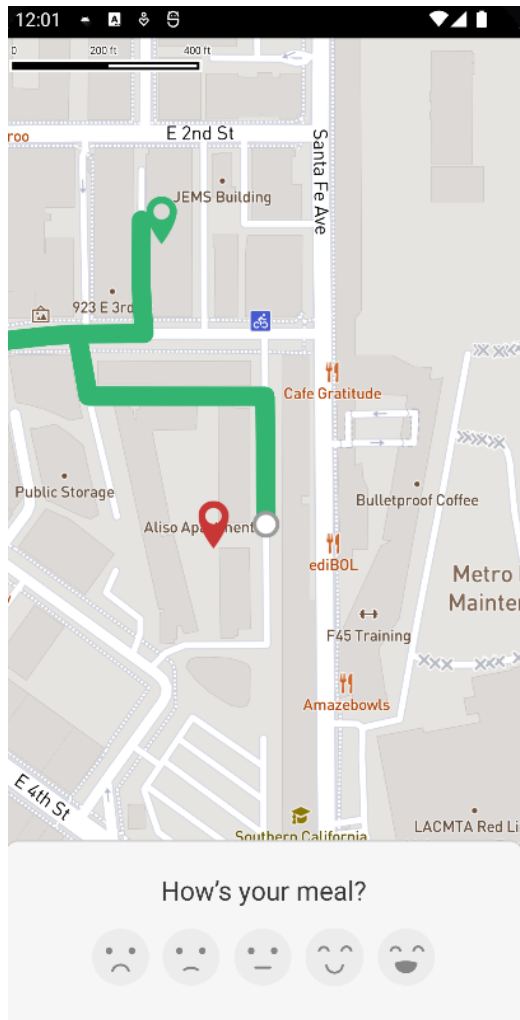 12:01
0 200 ft 400 ft
E 2nd St
roo
Santa Fe Ave
JEMS Building
923 E 3rd
Cafe Gratitude
Public Storage
Bulletproof Coffee
Aliso Apartment
ediBOL
Metro
Mainter
F45 Training
Amazebowls
E 4th St
LACMTA Red Li
Southern California
How's your meal?